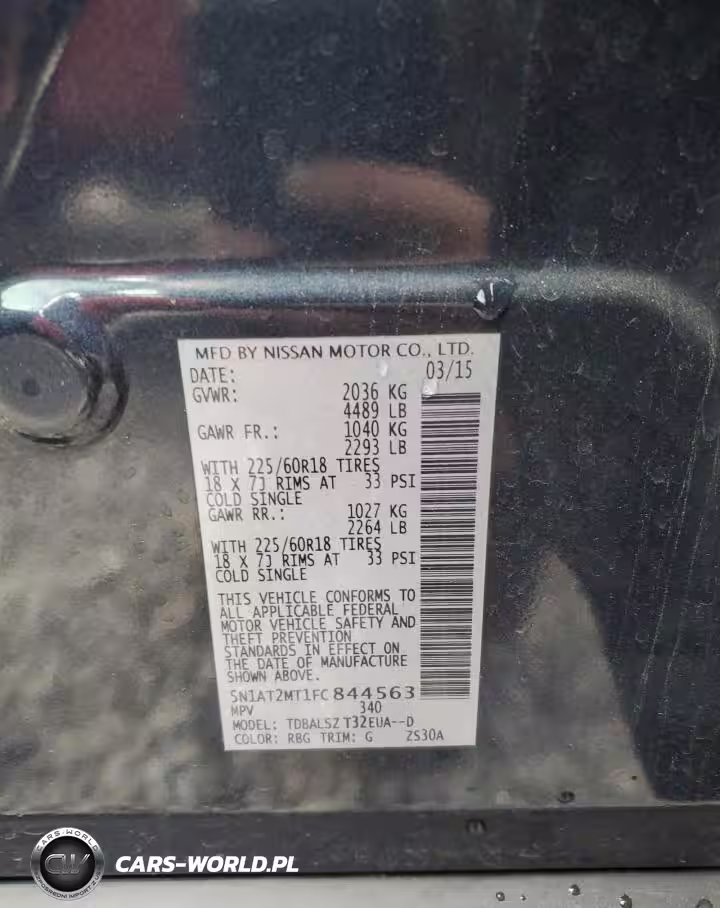 MFD BY NISSAN MOTOR CO., LTD.
DATE: 03/15
GVWR: 2036 KG
4489 LB
GAWR FR.: 1040 KG
2293 LB
WITH 225/60R18 TIRES
18 X 7J RIMS AT 33 PSI
COLD SINGLE
GAWR RR.: 1027 KG
2264 LB
WITH 225/60R18 TIRES
18 X 7J RIMS AT 33 PSI
COLD SINGLE
THIS VEHICLE CONFORMS TO
ALL APPLICABLE FEDERAL
MOTOR VEHICLE SAFETY AND
THEFT PREVENTION
STANDARDS IN EFFECT ON
THE DATE OF MANUFACTURE
SHOWN ABOVE.
5N1AT2MT1FC844563
MPV 340
MODEL: TDBALSZ T32EUA--D
COLOR: RBG TRIM: G ZS30A
CARS-WORLD
CW
CARS-WORLD.PL